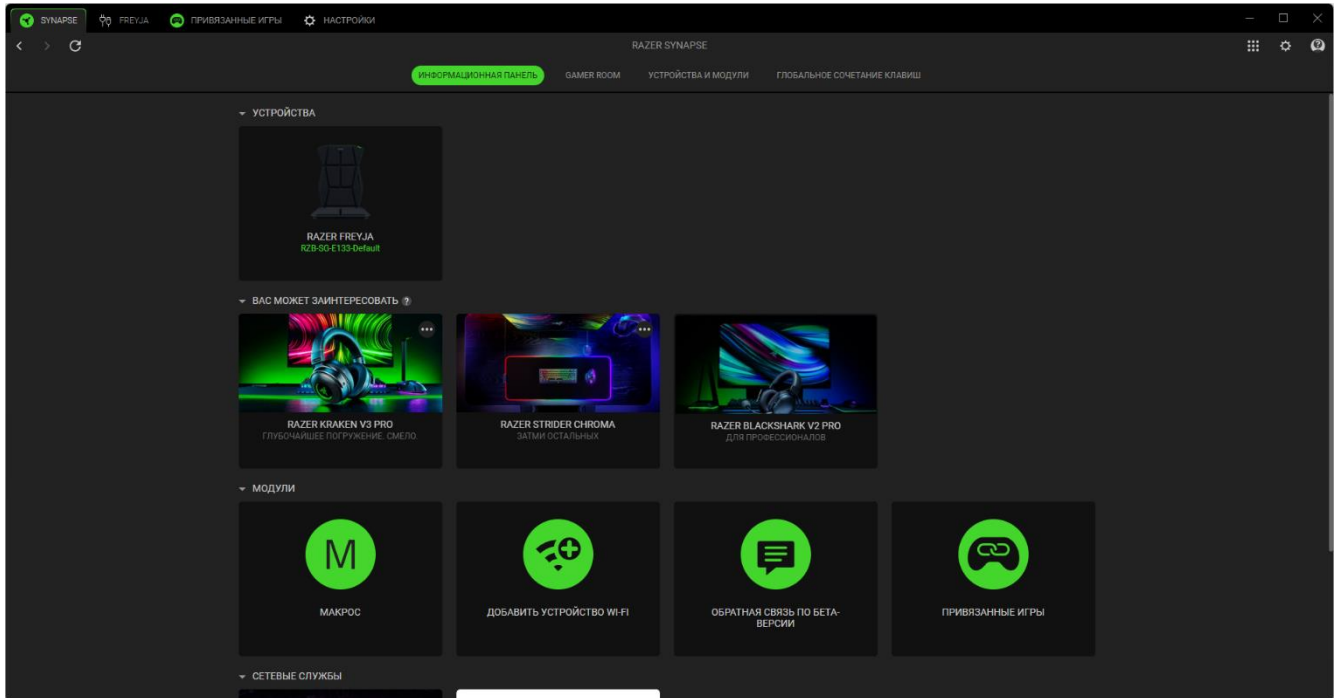 SYNAPSE FREYJA ПРИВЯЗАННЫЕ ИГРЫ НАСТРОЙКИ
RAZER SYNAPSE
ИНФОРМАЦИОННАЯ ПАНЕЛЬ GAMER ROOM УСТРОЙСТВА И МОДУЛИ ГЛОБАЛЬНОЕ СОЧЕТАНИЕ КЛАВИШ
УСТРОЙСТВА
RAZER FREYJA
RZB-SG-E133-Default
ВАС МОЖЕТ ЗАИНТЕРЕСОВАТЬ ?
RAZER KRAKEN V3 PRO
ГЛУБОЧАЙШЕЕ ПОГРУЖЕНИЕ. СМЕЛО.
RAZER STRIDER CHROMA
ЗАТМИ ОСТАЛЬНЫХ
RAZER BLACKSHARK V2 PRO
ДЛЯ ПРОФЕССИОНАЛОВ
МОДУЛИ
M
МАКРОС
ДОБАВИТЬ УСТРОЙСТВО WI-FI
ОБРАТНАЯ СВЯЗЬ ПО БЕТА-
ВЕРСИИ
ПРИВЯЗАННЫЕ ИГРЫ
СЕТЕВЫЕ СЛУЖБЫ